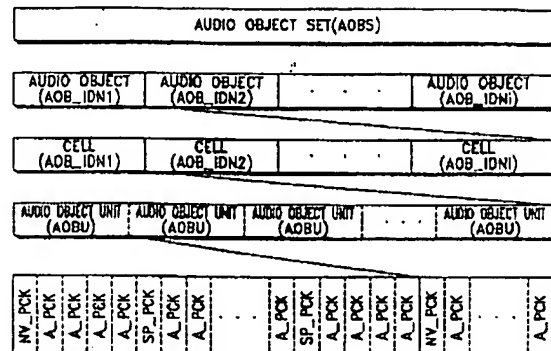 AUDIO OBJECT SET(AOBS)
AUDIO OBJECT AUDIO OBJECT . . . AUDIO OBJECT
(AOB_IDN1) (AOB_IDN2) (AOB_IDNi)
CELL CELL . . . CELL
(AOB_IDN1) (AOB_IDN2) (AOB_IDNi)
AUDIO OBJECT UNIT AUDIO OBJECT UNIT AUDIO OBJECT UNIT . . . AUDIO OBJECT UNIT
(AOBU) (AOBU) (AOBU) (AOBU)
NV_PCK
A_PCK
A_PCK
A_PCK
A_PCK
SP_PCK
A_PCK
A_PCK
. . .
A_PCK
SP_PCK
A_PCK
A_PCK
A_PCK
A_PCK
NV_PCK
A_PCK
. . .
A_PCK